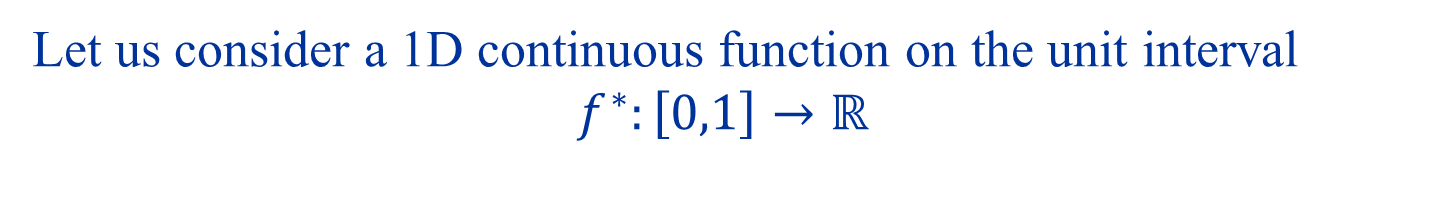 Let us consider a 1D continuous function on the unit interval
𝑓*: [0,1] → ℝ